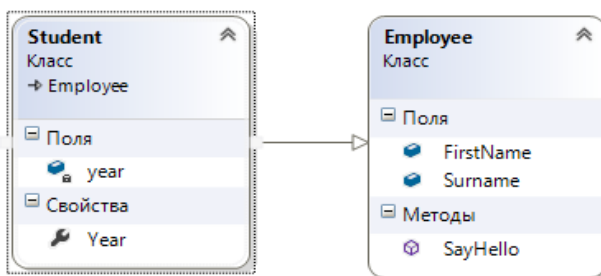 Student
Класс
Employee
Поля
year
Свойства
Year
Employee
Класс
Поля
FirstName
Surname
Методы
SayHello